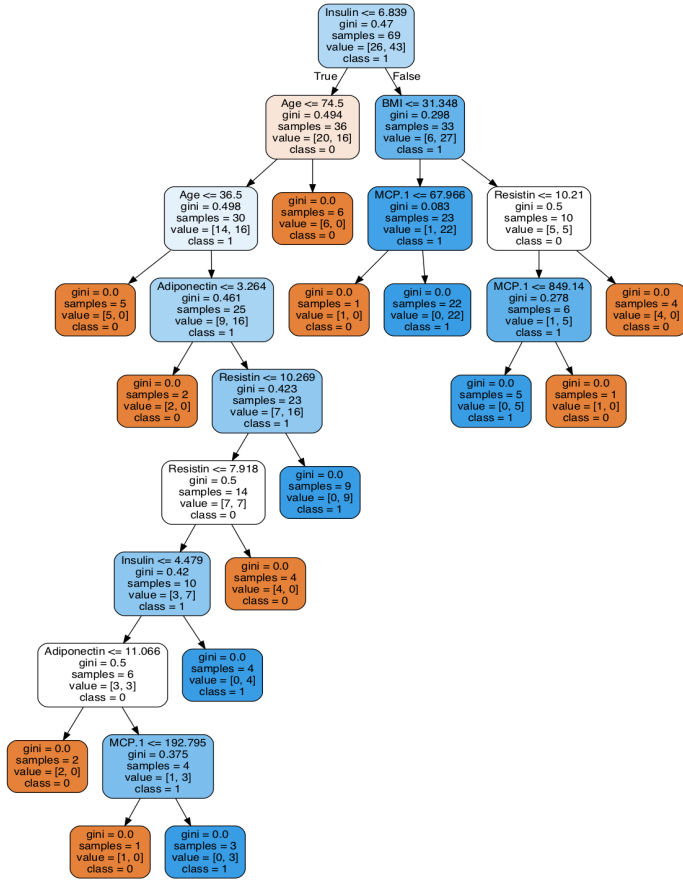 Insulin <= 6.839
gini = 0.47
samples = 69
value = [26, 43]
class = 1
True
False
Age <= 74.5
gini = 0.494
samples = 36
value = [20, 16]
class = 0
BMI <= 31.348
gini = 0.298
samples = 33
value = [6, 27]
class = 1
Age <= 36.5
gini = 0.498
samples = 30
value = [14, 16]
class = 1
gini = 0.0
samples = 6
value = [6, 0]
class = 0
MCP.1 <= 67.966
gini = 0.083
samples = 23
value = [1, 22]
class = 1
Resistin <= 10.21
gini = 0.5
samples = 10
value = [5, 5]
class = 0
gini = 0.0
samples = 5
value = [5, 0]
class = 0
Adiponectin <= 3.264
gini = 0.461
samples = 25
value = [9, 16]
class = 1
gini = 0.0
samples = 1
value = [1, 0]
class = 0
gini = 0.0
samples = 22
value = [0, 22]
class = 1
MCP.1 <= 849.14
gini = 0.278
samples = 6
value = [1, 5]
class = 1
gini = 0.0
samples = 4
value = [4, 0]
class = 0
gini = 0.0
samples = 2
value = [2, 0]
class = 0
Resistin <= 10.269
gini = 0.423
samples = 23
value = [7, 16]
class = 1
gini = 0.0
samples = 5
value = [0, 5]
class = 1
gini = 0.0
samples = 1
value = [1, 0]
class = 0
Resistin <= 7.918
gini = 0.5
samples = 14
value = [7, 7]
class = 0
gini = 0.0
samples = 9
value = [0, 9]
class = 1
Insulin <= 4.479
gini = 0.42
samples = 10
value = [3, 7]
class = 1
gini = 0.0
samples = 4
value = [4, 0]
class = 0
Adiponectin <= 11.066
gini = 0.5
samples = 6
value = [3, 3]
class = 0
gini = 0.0
samples = 4
value = [0, 4]
class = 1
gini = 0.0
samples = 2
value = [2, 0]
class = 0
MCP.1 <= 192.795
gini = 0.375
samples = 4
value = [1, 3]
class = 1
gini = 0.0
samples = 1
value = [1, 0]
class = 0
gini = 0.0
samples = 3
value = [0, 3]
class = 1